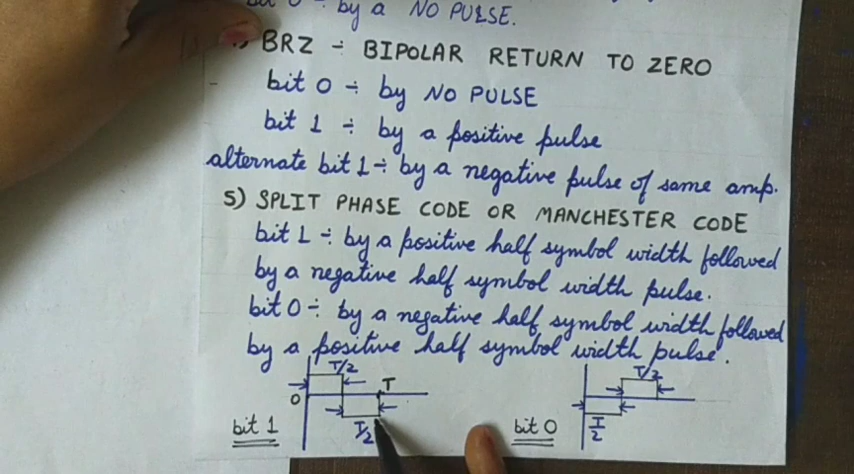 bit 0 ÷ by a NO PULSE.
) BRZ ÷ BIPOLAR RETURN TO ZERO
bit 0 ÷ by NO PULSE
bit 1 ÷ by a positive pulse
alternate bit 1 ÷ by a negative pulse of same amp.
5) SPLIT PHASE CODE OR MANCHESTER CODE
bit 1 ÷ by a positive half symbol width followed
by a negative half symbol width pulse.
bit 0 ÷ by a negative half symbol width followed
by a positive half symbol width pulse.
T/2
0
T
T/2
bit 1
T/2
T/2
bit 0